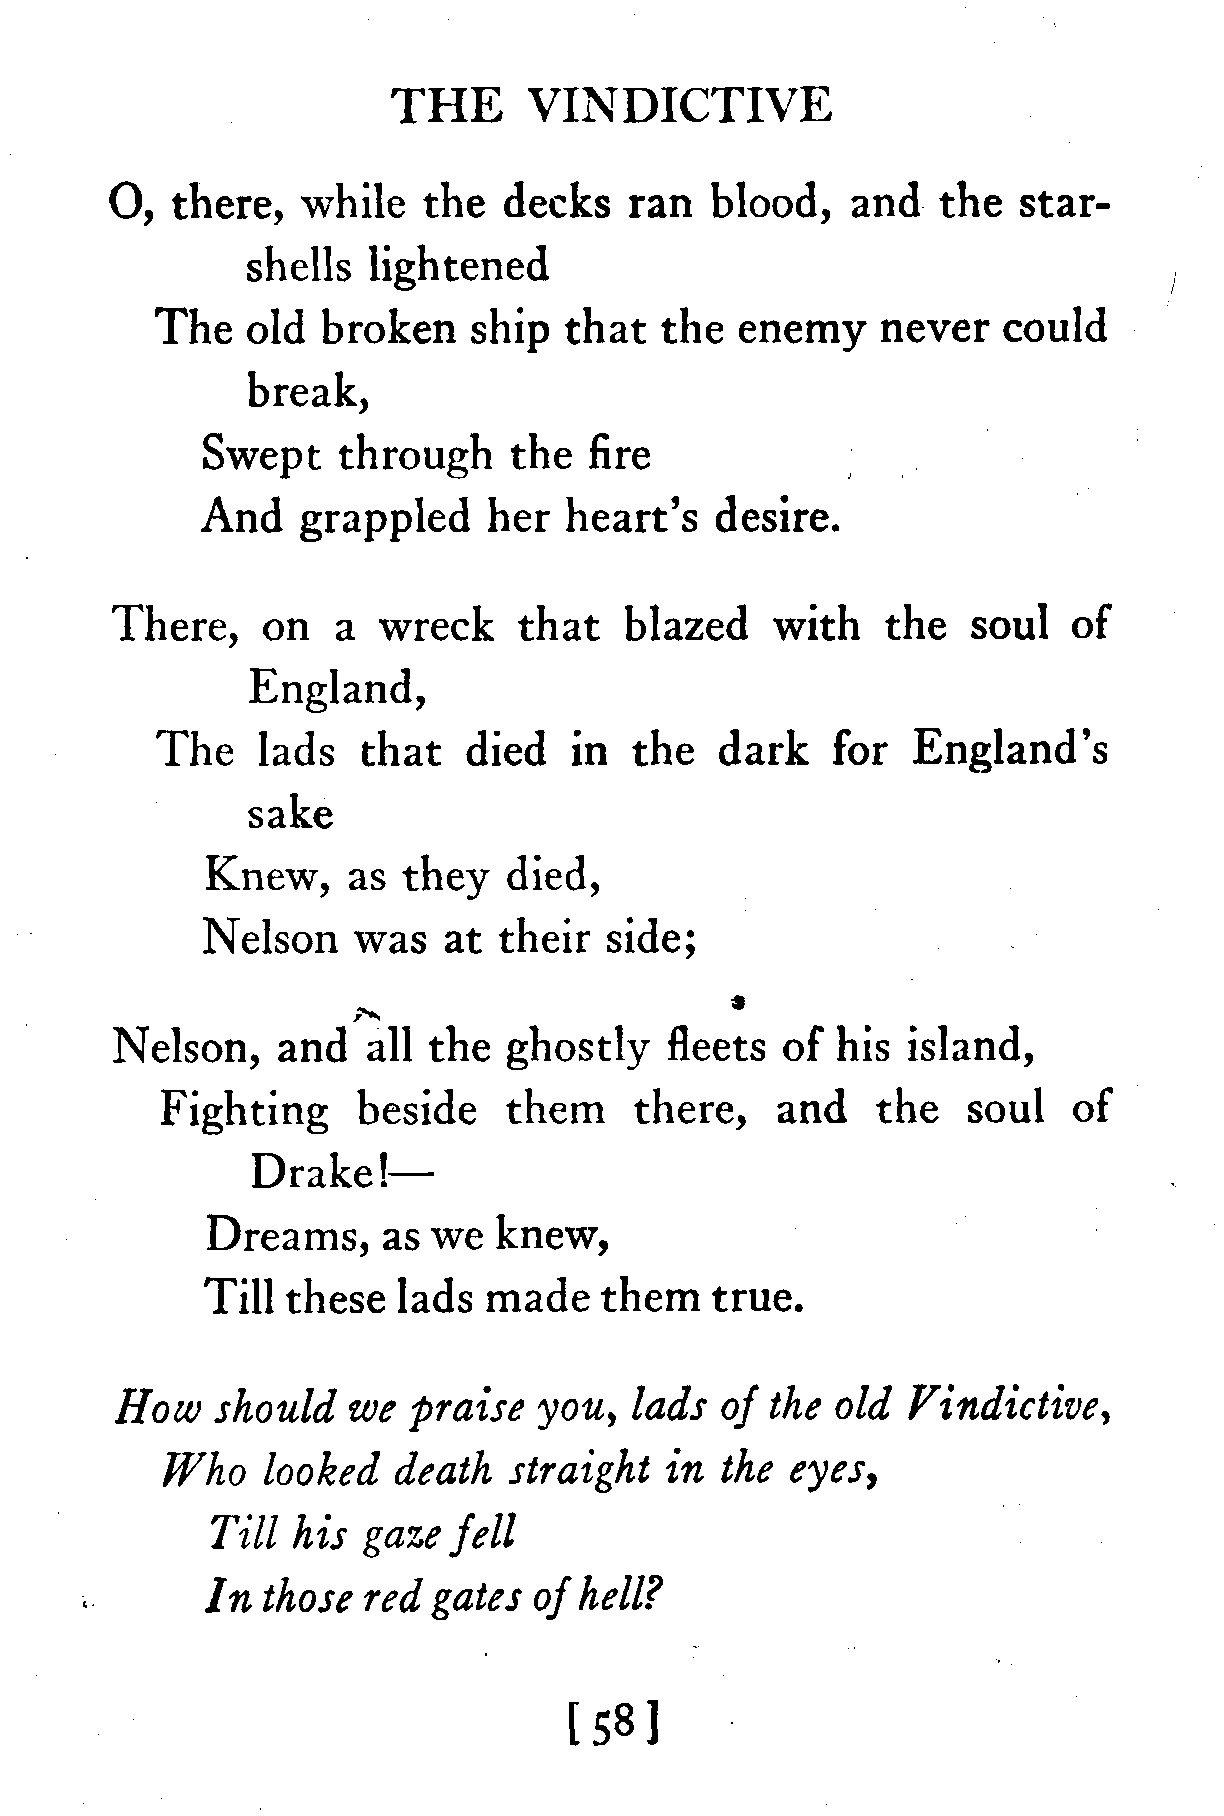 THE VINDICTIVE
O, there, while the decks ran blood, and the star-
shells lightened
The old broken ship that the enemy never could
break,
Swept through the fire
And grappled her heart's desire.
There, on a wreck that blazed with the soul of
England,
The lads that died in the dark for England's
sake
Knew, as they died,
Nelson was at their side;
Nelson, and all the ghostly fleets of his island,
Fighting beside them there, and the soul of
Drake!—
Dreams, as we knew,
Till these lads made them true.
How should we praise you, lads of the old Vindictive,
Who looked death straight in the eyes,
Till his gaze fell
In those red gates of hell?
[58]